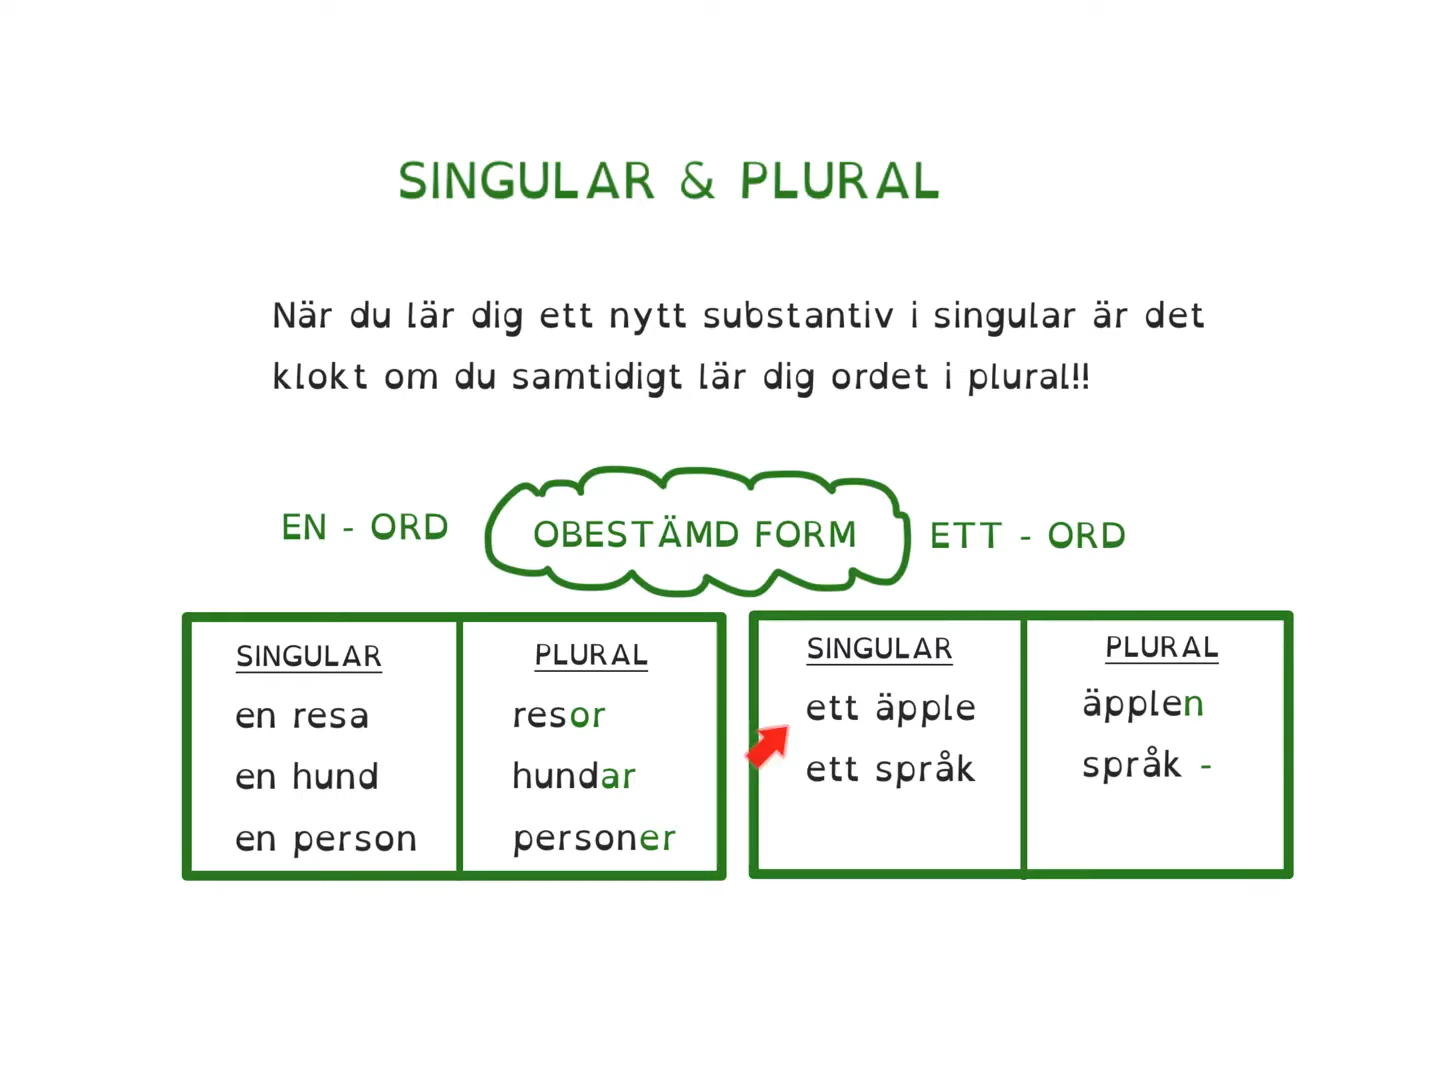 SINGULAR & PLURAL
När du lär dig ett nytt substantiv i singular är det
klokt om du samtidigt lär dig ordet i plural!!
EN - ORD
OBESTÄMD FORM
ETT - ORD
SINGULAR
PLURAL
en resa
resor
en hund
hundar
en person
personer
SINGULAR
PLURAL
ett äpple
äpplen
ett språk
språk -